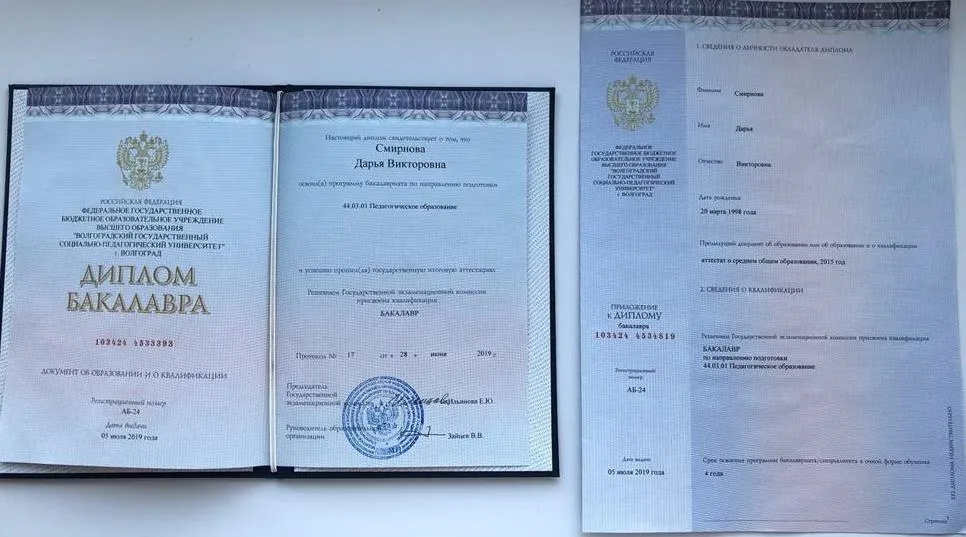 РОССИЙСКАЯ ФЕДЕРАЦИЯ
ФЕДЕРАЛЬНОЕ ГОСУДАРСТВЕННОЕ
БЮДЖЕТНОЕ ОБРАЗОВАТЕЛЬНОЕ УЧРЕЖДЕНИЕ
ВЫСШЕГО ОБРАЗОВАНИЯ
"ВОЛГОГРАДСКИЙ ГОСУДАРСТВЕННЫЙ
СОЦИАЛЬНО-ПЕДАГОГИЧЕСКИЙ УНИВЕРСИТЕТ"
г. ВОЛГОГРАД
ДИПЛОМ
БАКАЛАВРА
103424 4533393
ДОКУМЕНТ ОБ ОБРАЗОВАНИИ И О КВАЛИФИКАЦИИ
Регистрационный номер
АБ-24
Дата выдачи
05 июля 2019 года
Настоящий диплом свидетельствует о том, что
Смирнова
Дарья Викторовна
освоил(а) программу бакалавриата по направлению подготовки
44.03.01 Педагогическое образование
и успешно прошел(ла) государственную итоговую аттестацию
Решением Государственной экзаменационной комиссии
присвоена квалификация
БАКАЛАВР
Протокол № 17 от « 28 » июня 2019 г.
Председатель
Государственной
экзаменационной комиссии Ильинова Е.Ю.
Руководитель образовательной
организации Зайцев В.В.
РОССИЙСКАЯ
ФЕДЕРАЦИЯ
ФЕДЕРАЛЬНОЕ
ГОСУДАРСТВЕННОЕ БЮДЖЕТНОЕ
ОБРАЗОВАТЕЛЬНОЕ УЧРЕЖДЕНИЕ
ВЫСШЕГО ОБРАЗОВАНИЯ
"ВОЛГОГРАДСКИЙ
ГОСУДАРСТВЕННЫЙ
СОЦИАЛЬНО-ПЕДАГОГИЧЕСКИЙ
УНИВЕРСИТЕТ"
г. ВОЛГОГРАД
ПРИЛОЖЕНИЕ
к ДИПЛОМУ
бакалавра
103424 4534819
Регистрационный
номер
АБ-24
Дата выдачи
05 июля 2019 года
1. СВЕДЕНИЯ О ЛИЧНОСТИ ОБЛАДАТЕЛЯ ДИПЛОМА
Фамилия Смирнова
Имя Дарья
Отчество Викторовна
Дата рождения
20 марта 1998 года
Предыдущий документ об образовании или об образовании и о квалификации
аттестат о среднем общем образовании, 2015 год
2. СВЕДЕНИЯ О КВАЛИФИКАЦИИ
Решением Государственной экзаменационной комиссии присвоена квалификация
БАКАЛАВР
по направлению подготовки
44.03.01 Педагогическое образование
Срок освоения программы бакалавриата/специалитета в очной форме обучения
4 года
Страница 1
БЕЗ ДИПЛОМА НЕДЕЙСТВИТЕЛЬНО